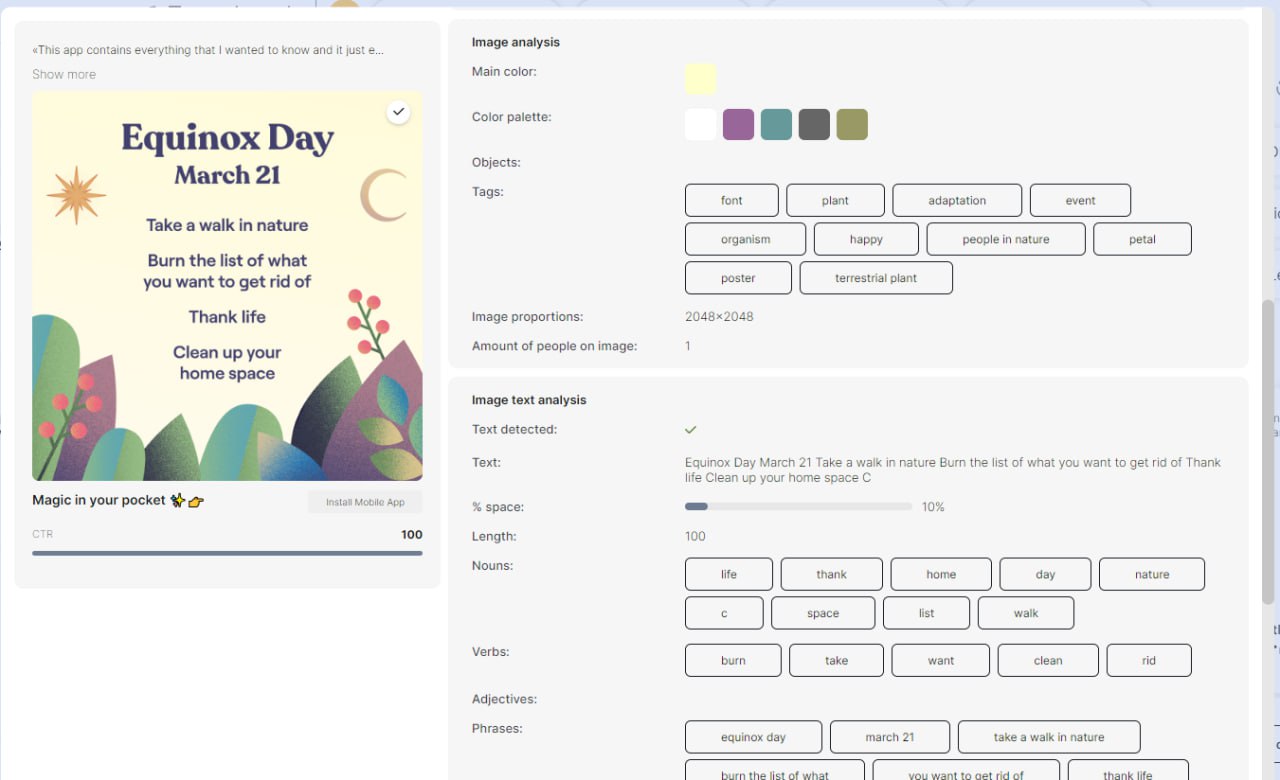 «This app contains everything that I wanted to know and it just e...
Show more
Equinox Day
March 21
Take a walk in nature
Burn the list of what
you want to get rid of
Thank life
Clean up your
home space
Magic in your pocket ✨👉
Install Mobile App
CTR 100
Image analysis
Main color:
Color palette:
Objects:
Tags:
font plant adaptation event
organism happy people in nature petal
poster terrestrial plant
Image proportions: 2048×2048
Amount of people on image: 1
Image text analysis
Text detected:
Text: Equinox Day March 21 Take a walk in nature Burn the list of what you want to get rid of Thank
life Clean up your home space C
% space: 10%
Length: 100
Nouns:
life thank home day nature
c space list walk
Verbs:
burn take want clean rid
Adjectives:
Phrases:
equinox day march 21 take a walk in nature
burn the list of what you want to get rid of thank life